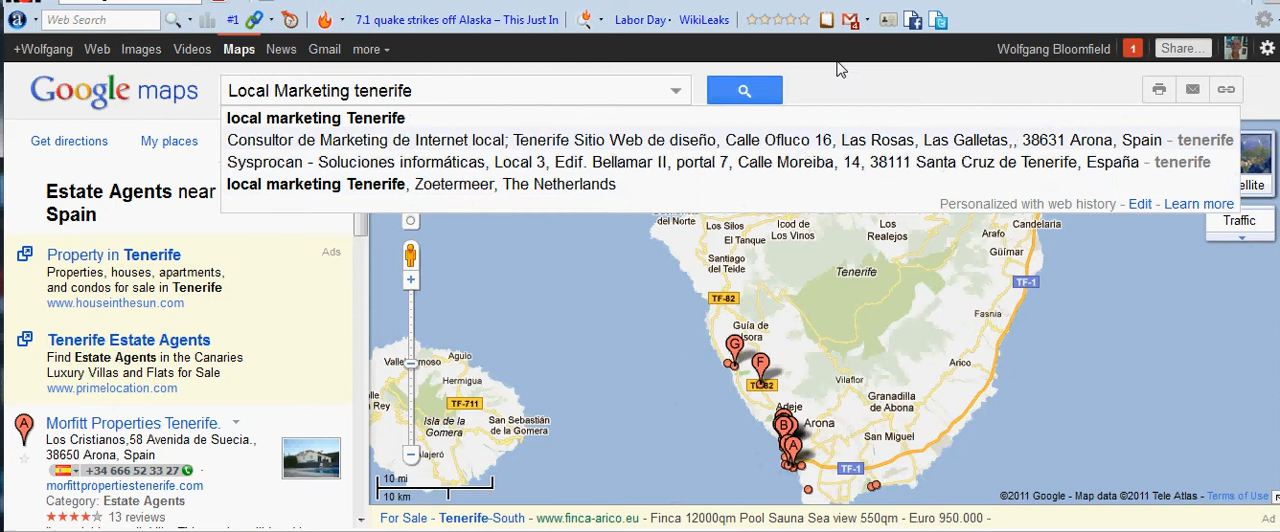 Web Search
#1
7.1 quake strikes off Alaska – This Just In
Labor Day
WikiLeaks
+Wolfgang Web Images Videos Maps News Gmail more
Wolfgang Bloomfield 1 Share...
Google maps
Local Marketing tenerife
local marketing Tenerife
Consultor de Marketing de Internet local; Tenerife Sitio Web de diseño, Calle Ofluco 16, Las Rosas, Las Galletas,, 38631 Arona, Spain - tenerife
Sysprocan - Soluciones informáticas, Local 3, Edif. Bellamar II, portal 7, Calle Moreiba, 14, 38111 Santa Cruz de Tenerife, España - tenerife
local marketing Tenerife, Zoetermeer, The Netherlands
Personalized with web history - Edit - Learn more
Get directions My places
Estate Agents near
Spain
Ads
Property in Tenerife
Properties, houses, apartments,
and condos for sale in Tenerife
www.houseinthesun.com
Tenerife Estate Agents
Find Estate Agents in the Canaries
Luxury Villas and Flats for Sale
www.primelocation.com
A
Morfitt Properties Tenerife.
Los Cristianos,58 Avenida de Suecia.,
38650 Arona, Spain
+34 666 52 33 27
morfittpropertiestenerife.com
Category: Estate Agents
13 reviews
Traffic
Los Silos
Icod de
Los Vinos
Los
Realejos
Candelaria
El Tanque
Arafo
Güímar
Santiago
del Teide
Tenerife
TF-1
TF-82
Fasnia
Guía de
Isora
G
F
TF-82
Arico
Vilaflor
Adeje
Granadilla
de Abona
B
Arona
San Miguel
A
TF-1
Agulo
Hermigua
TF-711
Isla de
la Gomera
San Sebastián
de la Gomera
Alajeró
10 mi
10 km
©2011 Google - Map data ©2011 Tele Atlas - Terms of Use
For Sale - Tenerife-South - www.finca-arico.eu - Finca 12000qm Pool Sauna Sea view 550qm - Euro 950.000 -
Ad